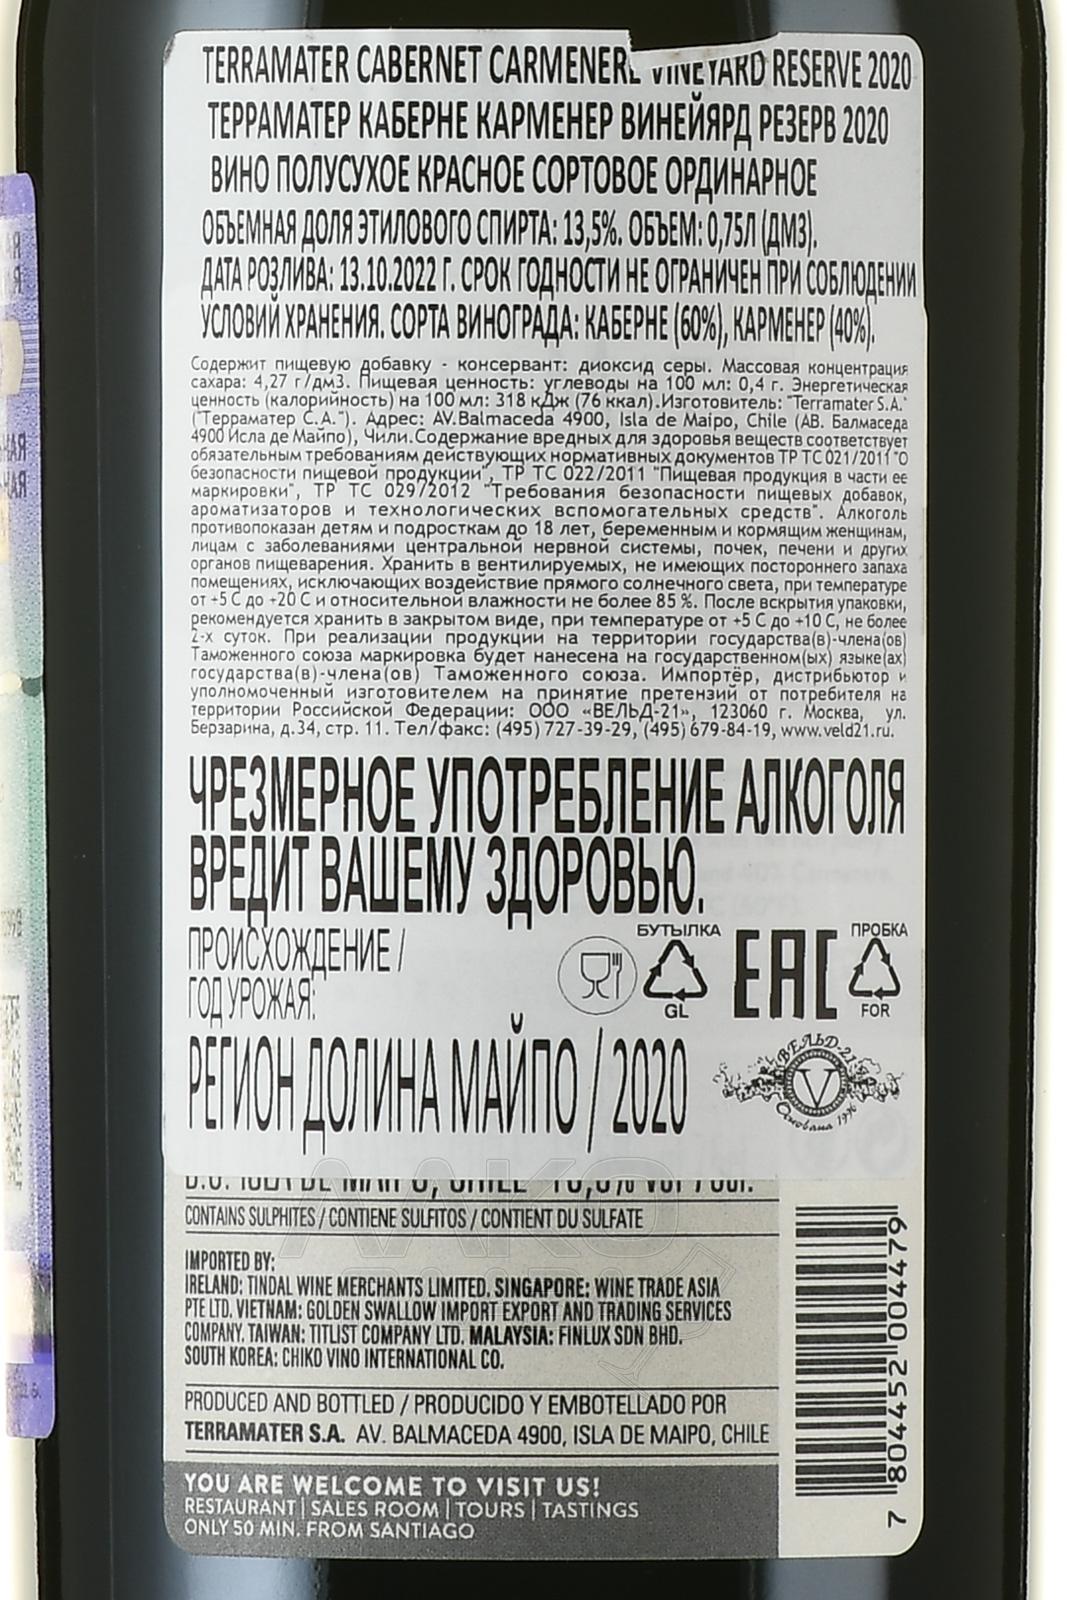 TERRAMATER CABERNET CARMENERE VINEYARD RESERVE 2020
ТЕРРАМАТЕР КАБЕРНЕ КАРМЕНЕР ВИНЕЙЯРД РЕЗЕРВ 2020
ВИНО ПОЛУСУХОЕ КРАСНОЕ СОРТОВОЕ ОРДИНАРНОЕ
ОБЪЕМНАЯ ДОЛЯ ЭТИЛОВОГО СПИРТА: 13,5%. ОБЪЕМ: 0,75Л (ДМ3).
ДАТА РОЗЛИВА: 13.10.2022 Г. СРОК ГОДНОСТИ НЕ ОГРАНИЧЕН ПРИ СОБЛЮДЕНИИ
УСЛОВИЙ ХРАНЕНИЯ. СОРТА ВИНОГРАДА: КАБЕРНЕ (60%), КАРМЕНЕР (40%).
Содержит пищевую добавку - консервант: диоксид серы. Массовая концентрация
сахара: 4,27 г/дм3. Пищевая ценность: углеводы на 100 мл: 0,4 г. Энергетическая
ценность (калорийность) на 100 мл: 318 кДж (76 ккал).Изготовитель: "Terramater S.A."
("Терраматер С.А."). Адрес: AV.Balmaceda 4900, Isla de Maipo, Chile (АВ. Балмаседа
4900 Исла де Майпо), Чили.Содержание вредных для здоровья веществ соответствует
обязательным требованиям действующих нормативных документов ТР ТС 021/2011 "О
безопасности пищевой продукции", ТР ТС 022/2011 "Пищевая продукция в части ее
маркировки", ТР ТС 029/2012 "Требования безопасности пищевых добавок,
ароматизаторов и технологических вспомогательных средств". Алкоголь
противопоказан детям и подросткам до 18 лет, беременным и кормящим женщинам,
лицам с заболеваниями центральной нервной системы, почек, печени и других
органов пищеварения. Хранить в вентилируемых, не имеющих постороннего запаха
помещениях, исключающих воздействие прямого солнечного света, при температуре
от +5 С до +20 С и относительной влажности не более 85 %. После вскрытия упаковки,
рекомендуется хранить в закрытом виде, при температуре от +5 С до +10 С, не более
2-х суток. При реализации продукции на территории государства(в)-члена(ов)
Таможенного союза маркировка будет нанесена на государственном(ых) языке(ах)
государства(в)-члена(ов) Таможенного союза. Импортёр, дистрибьютор и
уполномоченный изготовителем на принятие претензий от потребителя на
территории Российской Федерации: ООО «ВЕЛЬД-21», 123060 г. Москва, ул.
Берзарина, д.34, стр. 11. Тел/факс: (495) 727-39-29, (495) 679-84-19, www.veld21.ru.
ЧРЕЗМЕРНОЕ УПОТРЕБЛЕНИЕ АЛКОГОЛЯ
ВРЕДИТ ВАШЕМУ ЗДОРОВЬЮ.
ПРОИСХОЖДЕНИЕ /
ГОД УРОЖАЯ:
БУТЫЛКА
GL
EAC
ПРОБКА
FOR
РЕГИОН ДОЛИНА МАЙПО / 2020
ВЕЛЬД-21
V
Основана 1996
D.O. ISLA DE MAIPO, CHILE 13,5% Vol 75cl.
CONTAINS SULPHITES / CONTIENE SULFITOS / CONTIENT DU SULFATE
IMPORTED BY:
IRELAND: TINDAL WINE MERCHANTS LIMITED. SINGAPORE: WINE TRADE ASIA
PTE LTD. VIETNAM: GOLDEN SWALLOW IMPORT EXPORT AND TRADING SERVICES
COMPANY. TAIWAN: TITLIST COMPANY LTD. MALAYSIA: FINLUX SDN BHD.
SOUTH KOREA: CHIKO VINO INTERNATIONAL CO.
PRODUCED AND BOTTLED / PRODUCIDO Y EMBOTELLADO POR
TERRAMATER S.A. AV. BALMACEDA 4900, ISLA DE MAIPO, CHILE
YOU ARE WELCOME TO VISIT US!
RESTAURANT | SALES ROOM | TOURS | TASTINGS
ONLY 50 MIN. FROM SANTIAGO
7 804452 004479